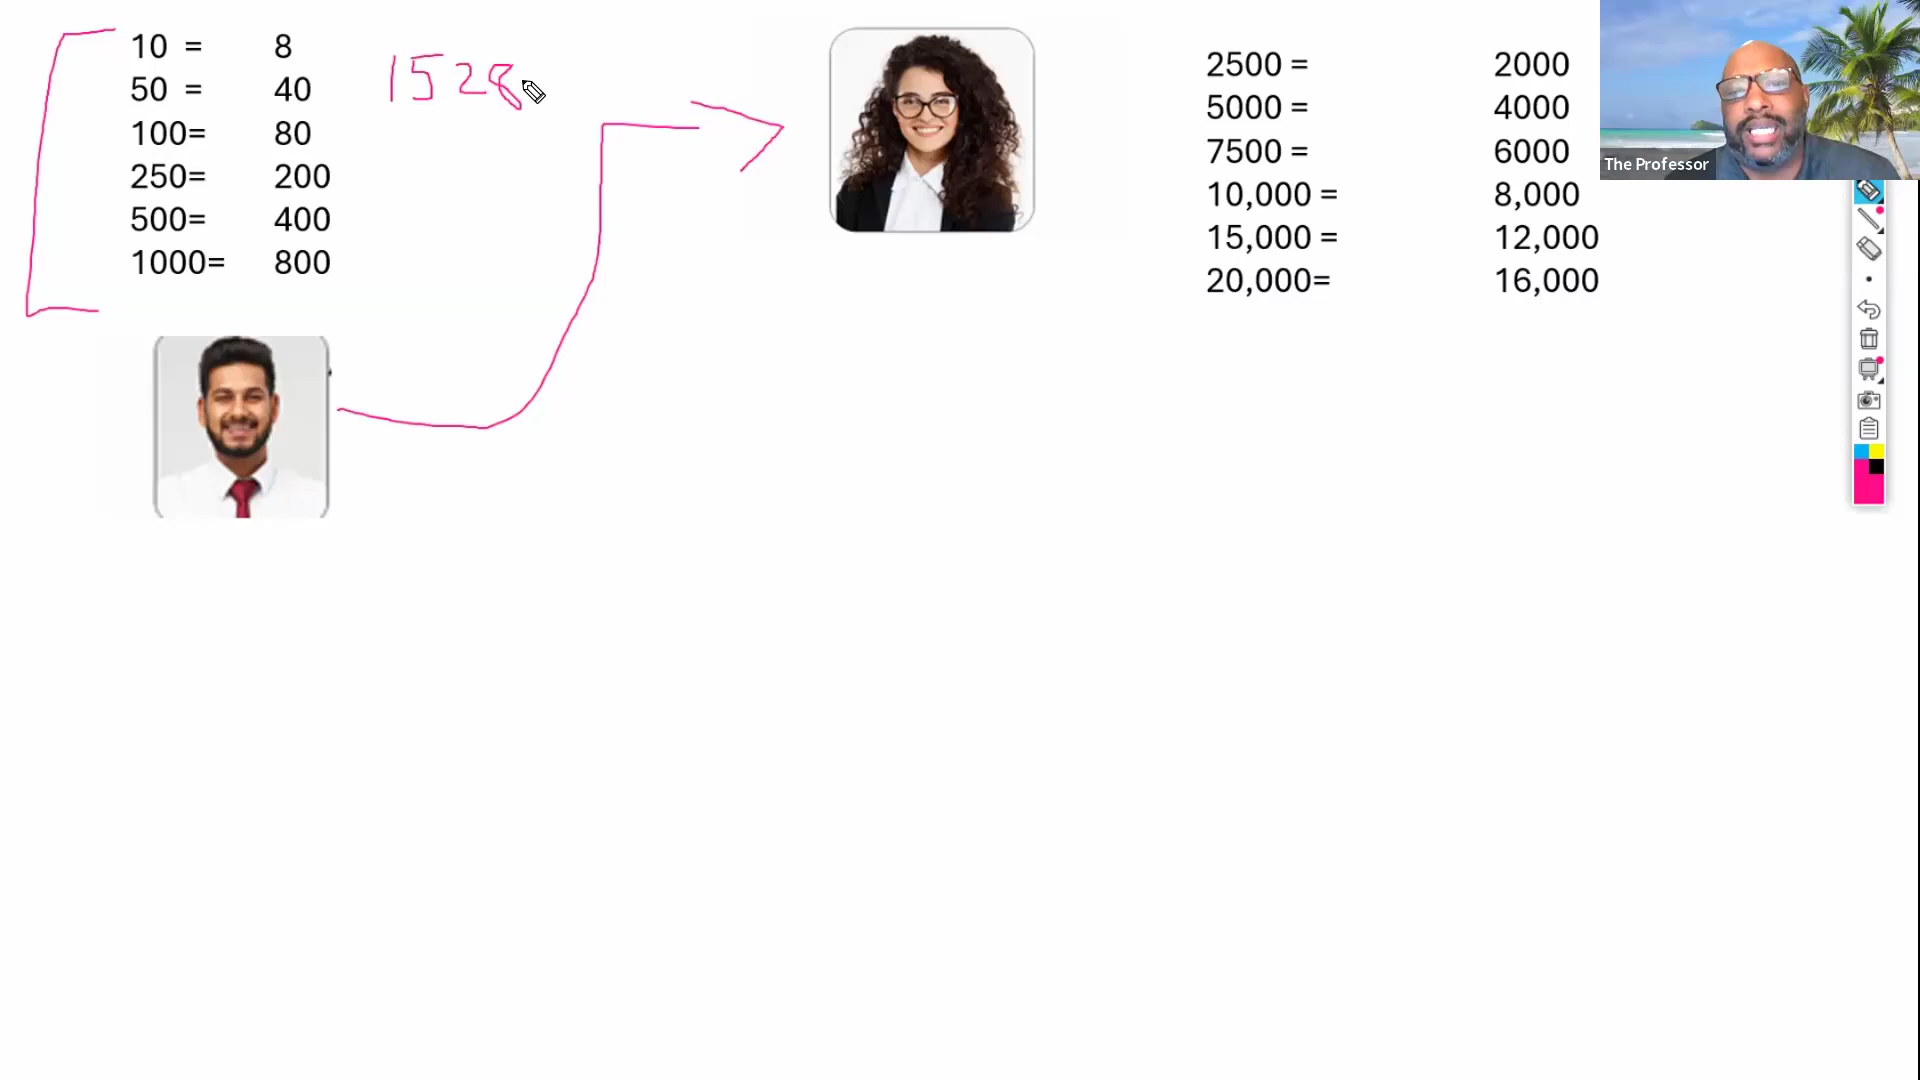 10 = 8
50 = 40
100= 80
250= 200
500= 400
1000= 800
1528
2500 = 2000
5000 = 4000
7500 = 6000
10,000 = 8,000
15,000 = 12,000
20,000= 16,000
The Professor